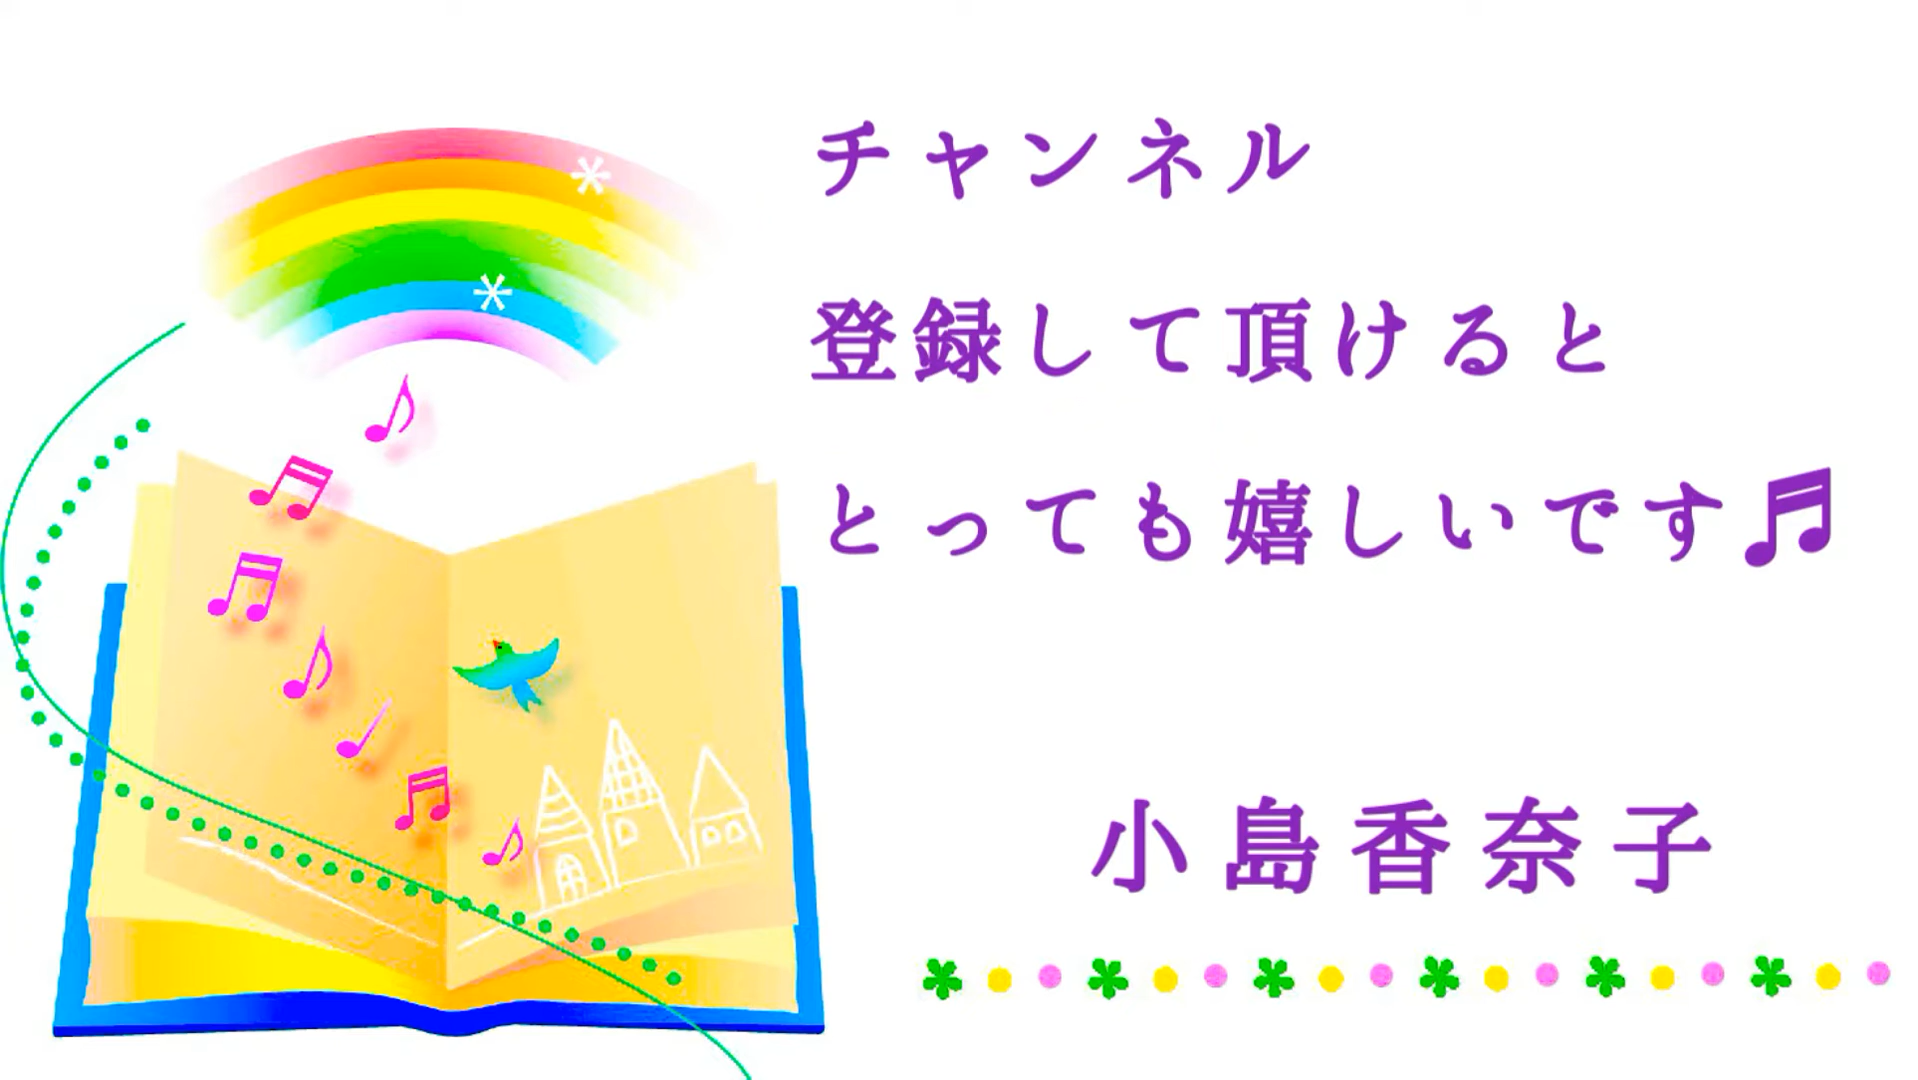 チャンネル
登録して頂けると
とっても嬉しいです♬
小島香奈子